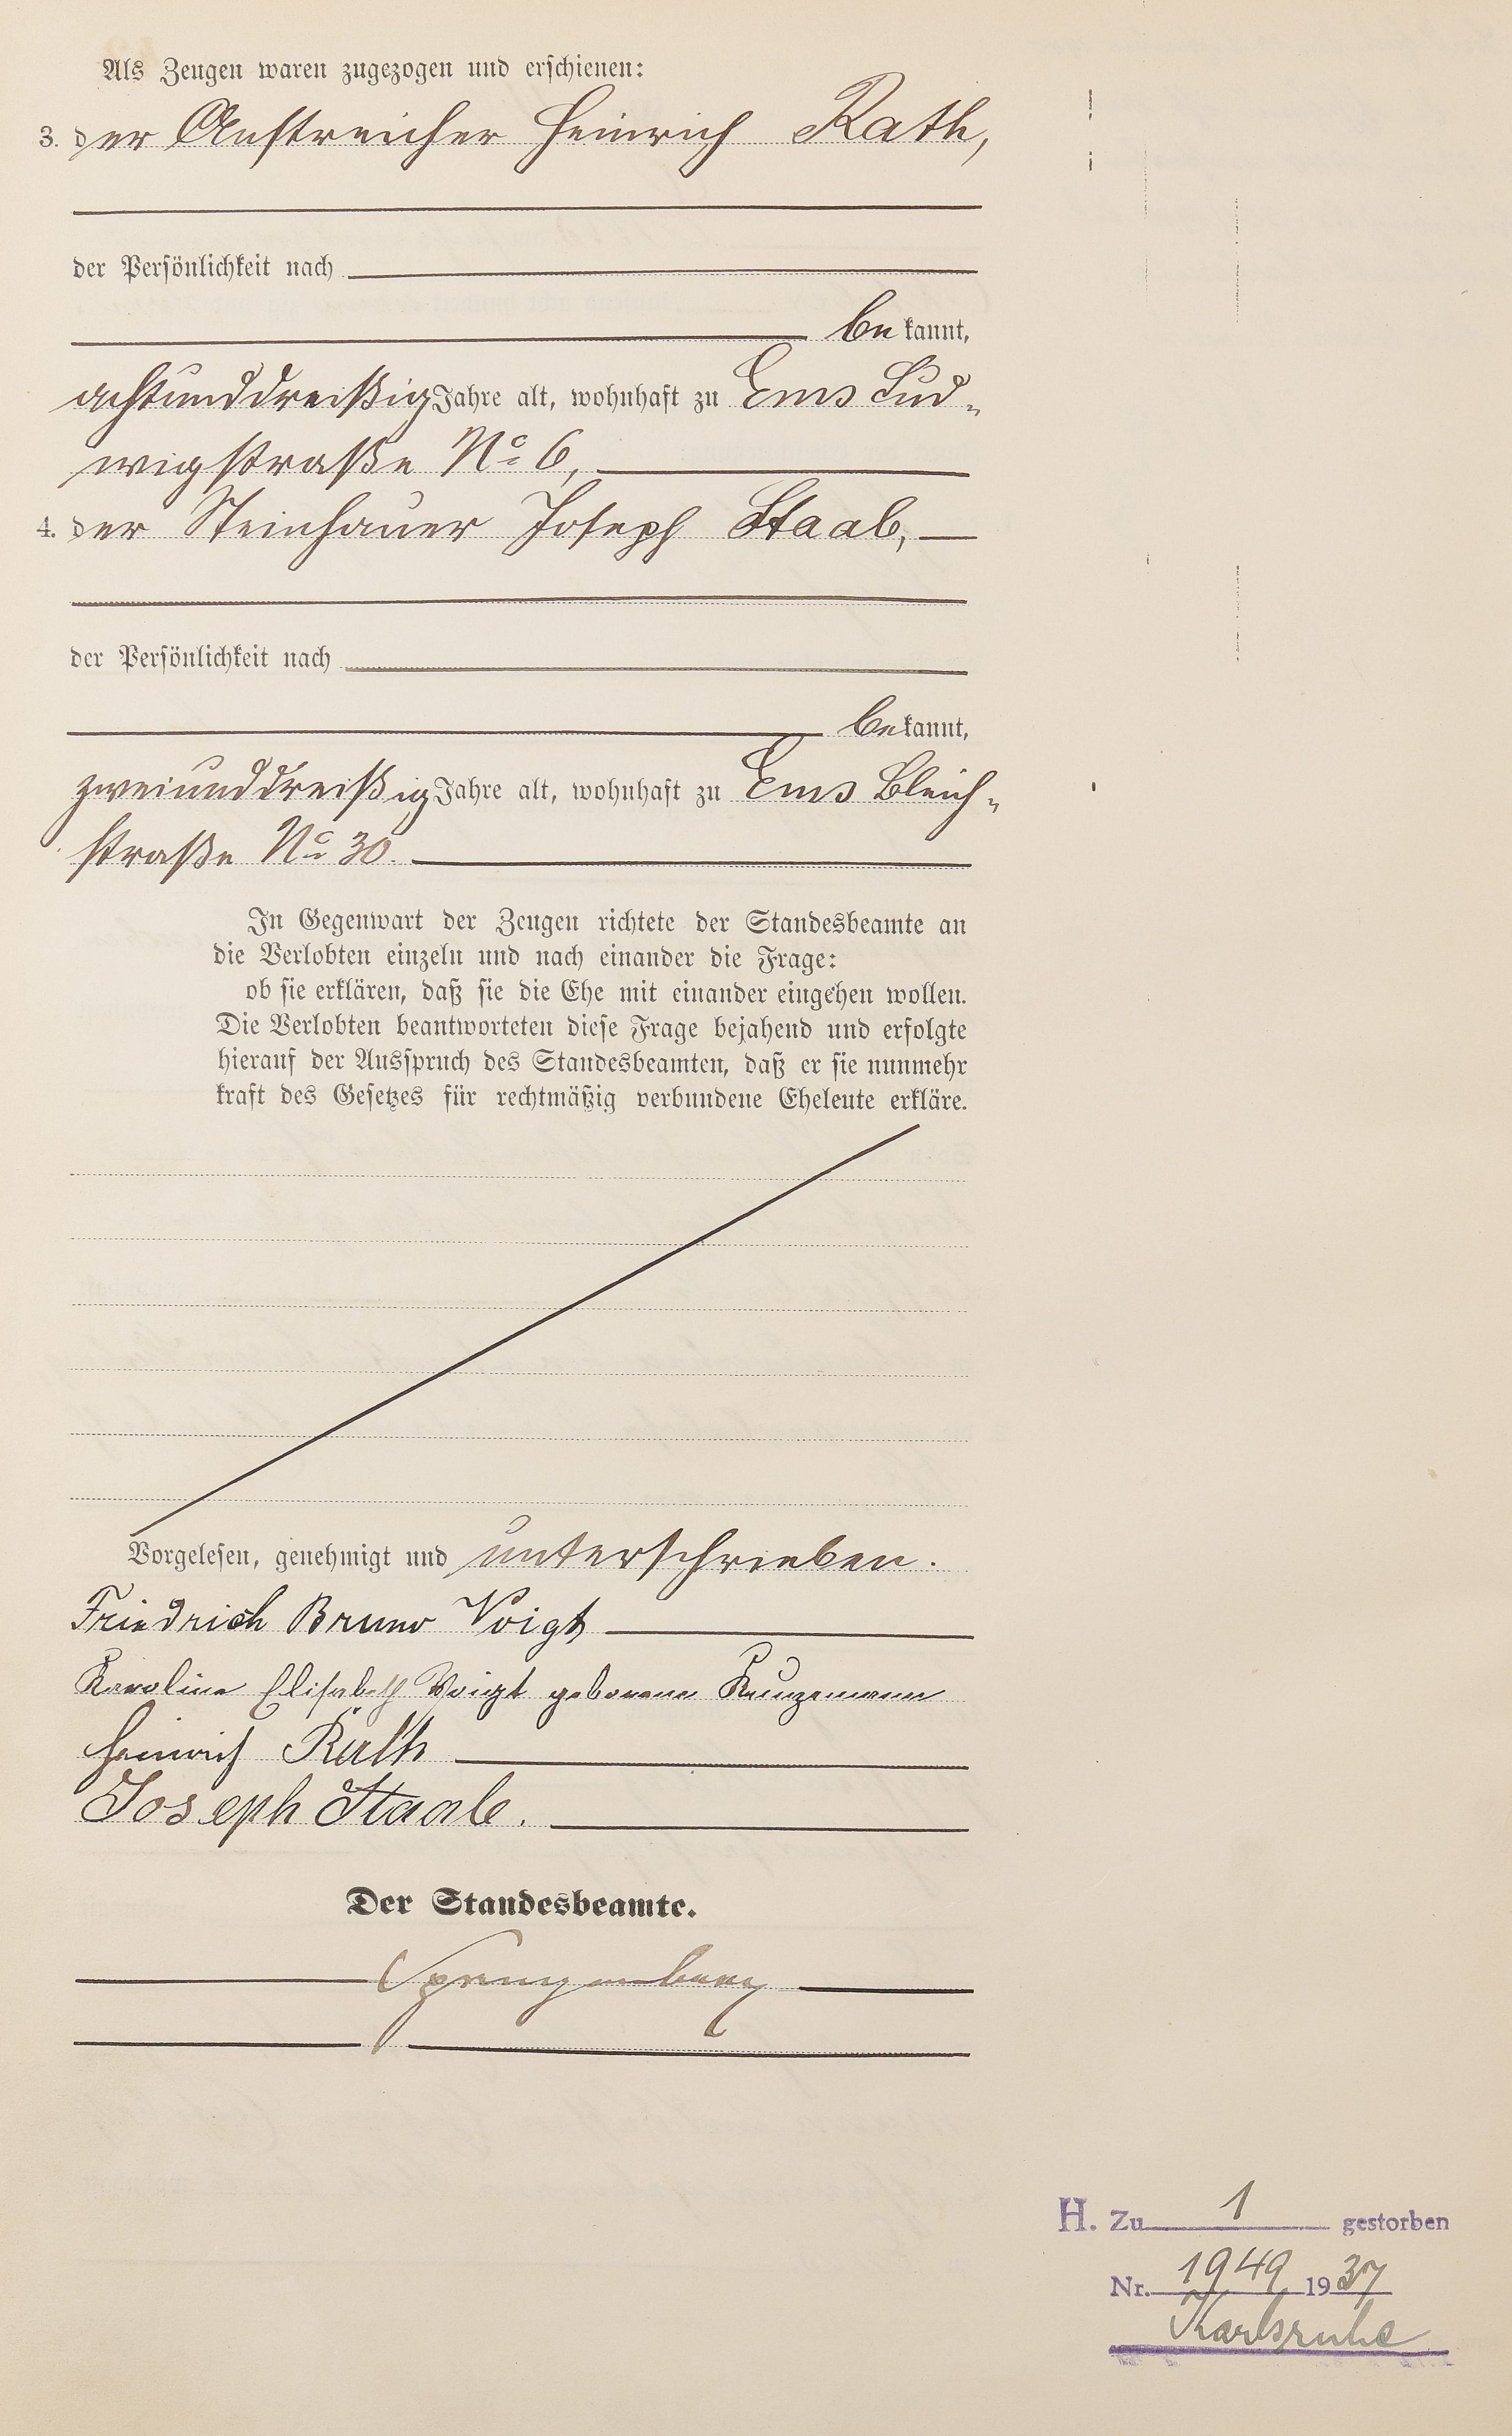 Als Zeugen waren zugezogen und erschienen:
3. der Anstreicher Heinrich Rath,
der Persönlichkeit nach
be kannt,
achtunddreißig Jahre alt, wohnhaft zu Ems Lud-
wigstraße No 6,
4. der Steinhauer Joseph Staab,
der Persönlichkeit nach
bekannt,
zweiunddreißig Jahre alt, wohnhaft zu Ems Bleich-
straße No 30.
In Gegenwart der Zeugen richtete der Standesbeamte an
die Verlobten einzeln und nach einander die Frage:
ob sie erklären, daß sie die Ehe mit einander eingehen wollen.
Die Verlobten beantworteten diese Frage bejahend und erfolgte
hierauf der Ausspruch des Standesbeamten, daß er sie nunmehr
kraft des Gesetzes für rechtmäßig verbundene Eheleute erkläre.
Vorgelesen, genehmigt und unterschrieben.
Friedrich Bruno Voigt
Karoline Elisabeth Voigt geborene
Heinrich Rath
Joseph Staab.
Der Standesbeamte.
H. Zu 1 gestorben
Nr. 1949 1937
Karlsruhe